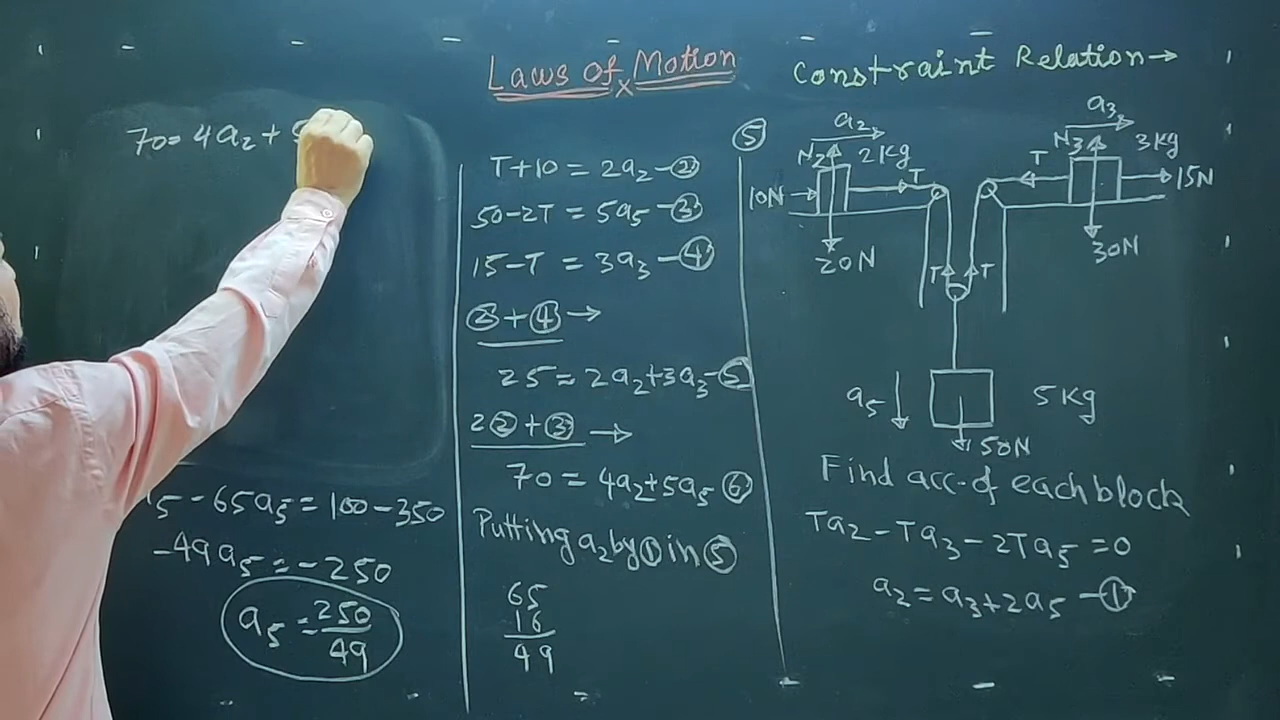 Laws of Motion
x
Constraint Relation→
70= 4a₂+
₅-65a₅=100-350
-49a₅=-250
a₅=250/49
T+10=2a₂-②
50-2T=5a₅-③
15-T=3a₃-④
②+④→
25=2a₂+3a₃-⑤
2②+③→
70=4a₂+5a₅⑥
Putting a₂ by ① in ⑤
65
16
49
⑤
a₂
N₂
2Kg
T
10N
20N
a₃
N₃
3Kg
T
15N
30N
T
T
a₅
5Kg
50N
Find acc-of each block
Ta₂-Ta₃-2Ta₅=0
a₂=a₃+2a₅-①